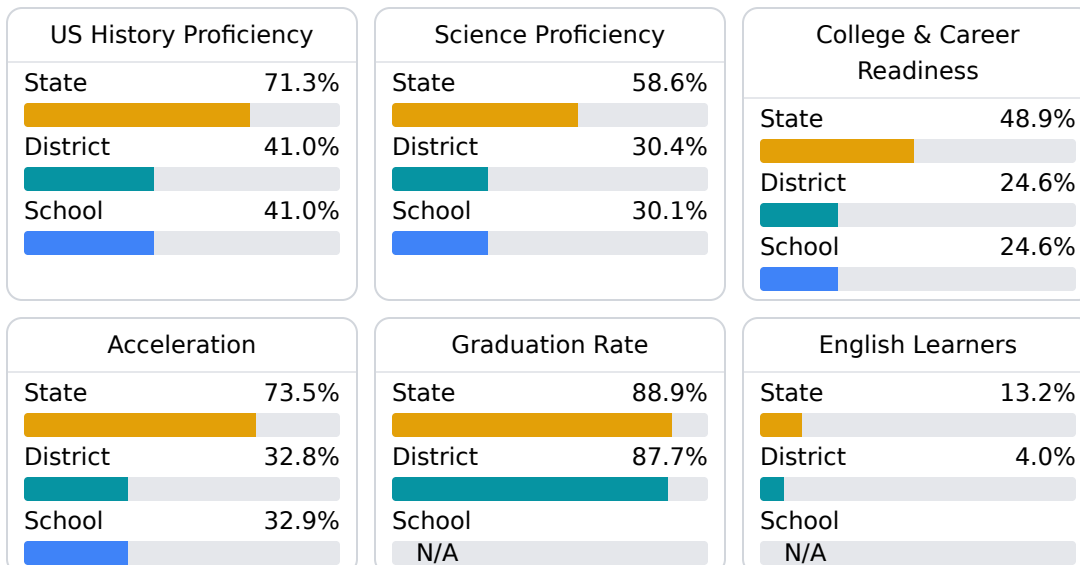 US History Proficiency
State 71.3%
District 41.0%
School 41.0%
Science Proficiency
State 58.6%
District 30.4%
School 30.1%
College & Career
Readiness
State 48.9%
District 24.6%
School 24.6%
Acceleration
State 73.5%
District 32.8%
School 32.9%
Graduation Rate
State 88.9%
District 87.7%
School
N/A
English Learners
State 13.2%
District 4.0%
School
N/A